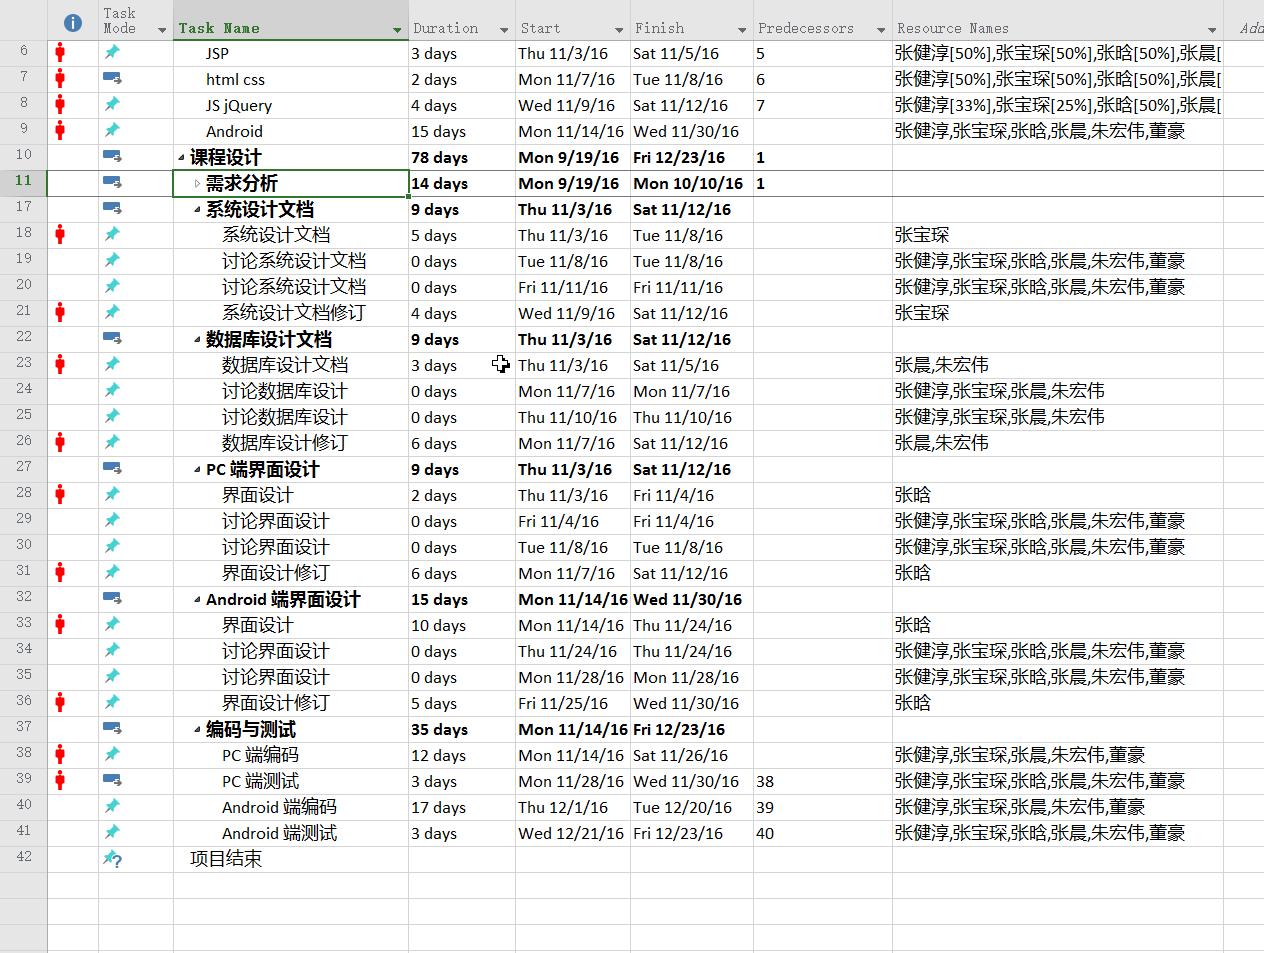 Task Mode Task Name Duration Start Finish Predecessors Resource Names Add
6 JSP 3 days Thu 11/3/16 Sat 11/5/16 5 张健淳[50%],张宝琛[50%],张晗[50%],张晨[
7 html css 2 days Mon 11/7/16 Tue 11/8/16 6 张健淳[50%],张宝琛[50%],张晗[50%],张晨[
8 JS jQuery 4 days Wed 11/9/16 Sat 11/12/16 7 张健淳[33%],张宝琛[25%],张晗[50%],张晨[
9 Android 15 days Mon 11/14/16 Wed 11/30/16 张健淳,张宝琛,张晗,张晨,朱宏伟,董豪
10 课程设计 78 days Mon 9/19/16 Fri 12/23/16 1
11 需求分析 14 days Mon 9/19/16 Mon 10/10/16 1
17 系统设计文档 9 days Thu 11/3/16 Sat 11/12/16
18 系统设计文档 5 days Thu 11/3/16 Tue 11/8/16 张宝琛
19 讨论系统设计文档 0 days Tue 11/8/16 Tue 11/8/16 张健淳,张宝琛,张晗,张晨,朱宏伟,董豪
20 讨论系统设计文档 0 days Fri 11/11/16 Fri 11/11/16 张健淳,张宝琛,张晗,张晨,朱宏伟,董豪
21 系统设计文档修订 4 days Wed 11/9/16 Sat 11/12/16 张宝琛
22 数据库设计文档 9 days Thu 11/3/16 Sat 11/12/16
23 数据库设计文档 3 days Thu 11/3/16 Sat 11/5/16 张晨,朱宏伟
24 讨论数据库设计 0 days Mon 11/7/16 Mon 11/7/16 张健淳,张宝琛,张晨,朱宏伟
25 讨论数据库设计 0 days Thu 11/10/16 Thu 11/10/16 张健淳,张宝琛,张晨,朱宏伟
26 数据库设计修订 6 days Mon 11/7/16 Sat 11/12/16 张晨,朱宏伟
27 PC 端界面设计 9 days Thu 11/3/16 Sat 11/12/16
28 界面设计 2 days Thu 11/3/16 Fri 11/4/16 张晗
29 讨论界面设计 0 days Fri 11/4/16 Fri 11/4/16 张健淳,张宝琛,张晗,张晨,朱宏伟,董豪
30 讨论界面设计 0 days Tue 11/8/16 Tue 11/8/16 张健淳,张宝琛,张晗,张晨,朱宏伟,董豪
31 界面设计修订 6 days Mon 11/7/16 Sat 11/12/16 张晗
32 Android 端界面设计 15 days Mon 11/14/16 Wed 11/30/16
33 界面设计 10 days Mon 11/14/16 Thu 11/24/16 张晗
34 讨论界面设计 0 days Thu 11/24/16 Thu 11/24/16 张健淳,张宝琛,张晗,张晨,朱宏伟,董豪
35 讨论界面设计 0 days Mon 11/28/16 Mon 11/28/16 张健淳,张宝琛,张晗,张晨,朱宏伟,董豪
36 界面设计修订 5 days Fri 11/25/16 Wed 11/30/16 张晗
37 编码与测试 35 days Mon 11/14/16 Fri 12/23/16
38 PC 端编码 12 days Mon 11/14/16 Sat 11/26/16 张健淳,张宝琛,张晨,朱宏伟,董豪
39 PC 端测试 3 days Mon 11/28/16 Wed 11/30/16 38 张健淳,张宝琛,张晗,张晨,朱宏伟,董豪
40 Android 端编码 17 days Thu 12/1/16 Tue 12/20/16 39 张健淳,张宝琛,张晨,朱宏伟,董豪
41 Android 端测试 3 days Wed 12/21/16 Fri 12/23/16 40 张健淳,张宝琛,张晗,张晨,朱宏伟,董豪
42 项目结束